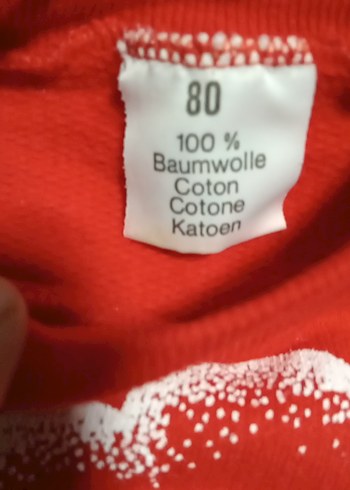 80
100 %
Baumwolle
Coton
Cotone
Katoen